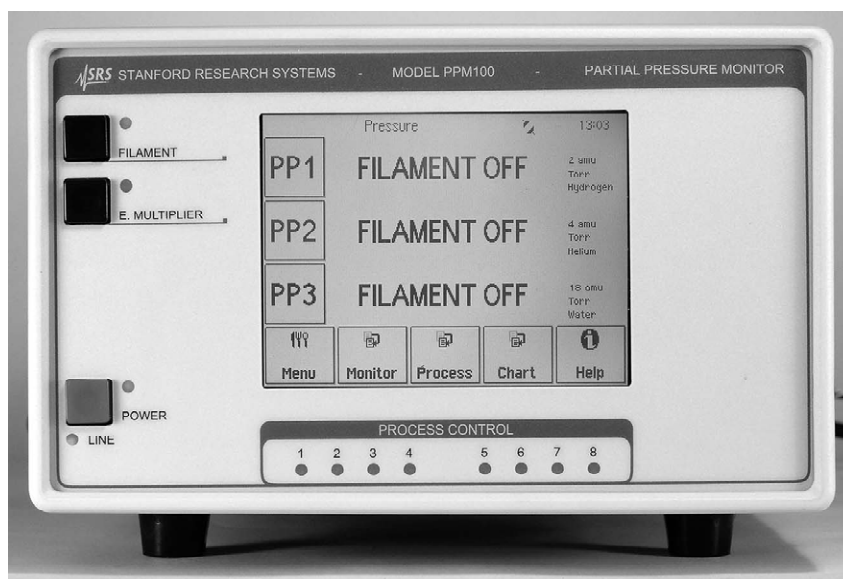 SRS STANFORD RESEARCH SYSTEMS - MODEL PPM100 - PARTIAL PRESSURE MONITOR
FILAMENT
E. MULTIPLIER
Pressure 13:03
PP1 FILAMENT OFF
2 amu
Torr
Hydrogen
PP2 FILAMENT OFF
4 amu
Torr
Helium
PP3 FILAMENT OFF
18 amu
Torr
Water
Menu Monitor Process Chart Help
POWER
LINE
PROCESS CONTROL
1 2 3 4 5 6 7 8